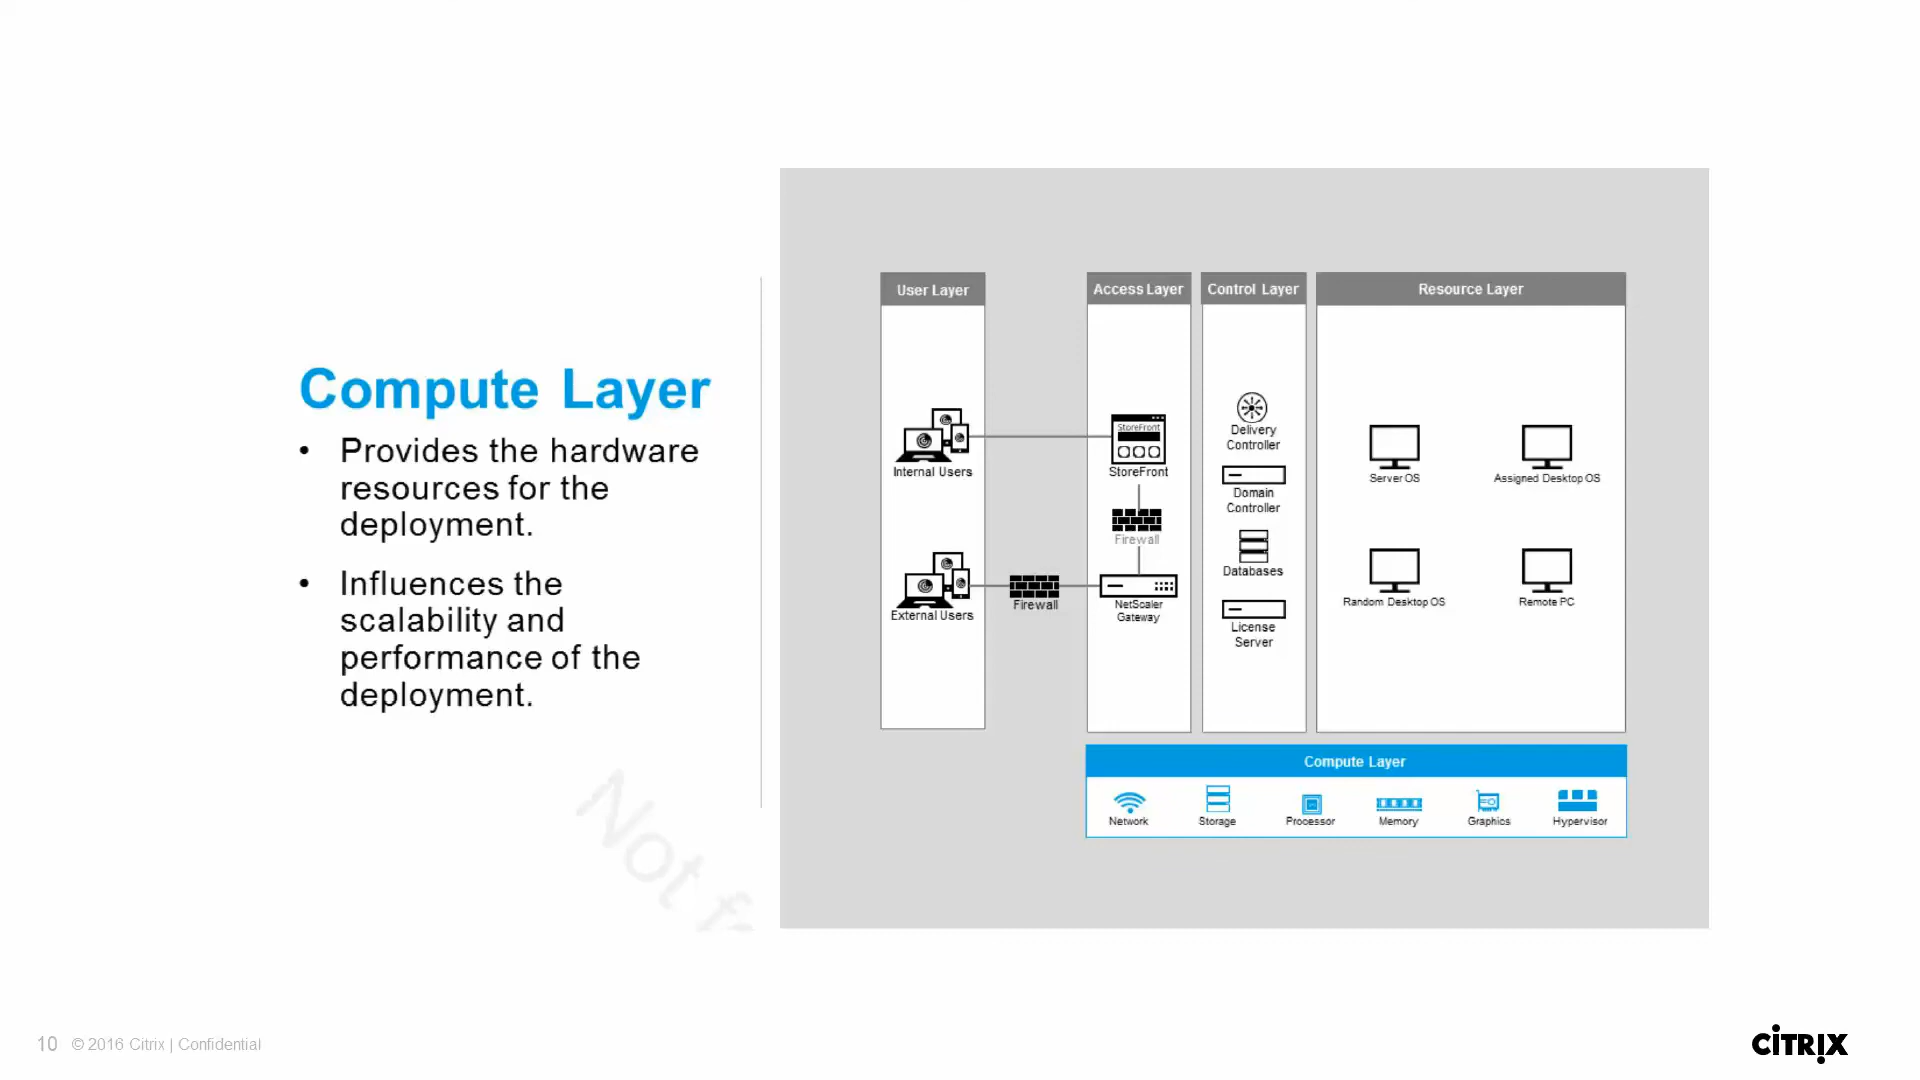 Compute Layer
• Provides the hardware
resources for the
deployment.
• Influences the
scalability and
performance of the
deployment.
User Layer
Internal Users
External Users
Firewall
Access Layer
StoreFront
StoreFront
Firewall
NetScaler
Gateway
Control Layer
Delivery
Controller
Domain
Controller
Databases
License
Server
Resource Layer
Server OS
Assigned Desktop OS
Random Desktop OS
Remote PC
Compute Layer
Network
Storage
Processor
Memory
Graphics
Hypervisor
Not
10 © 2016 Citrix | Confidential
CITRIX